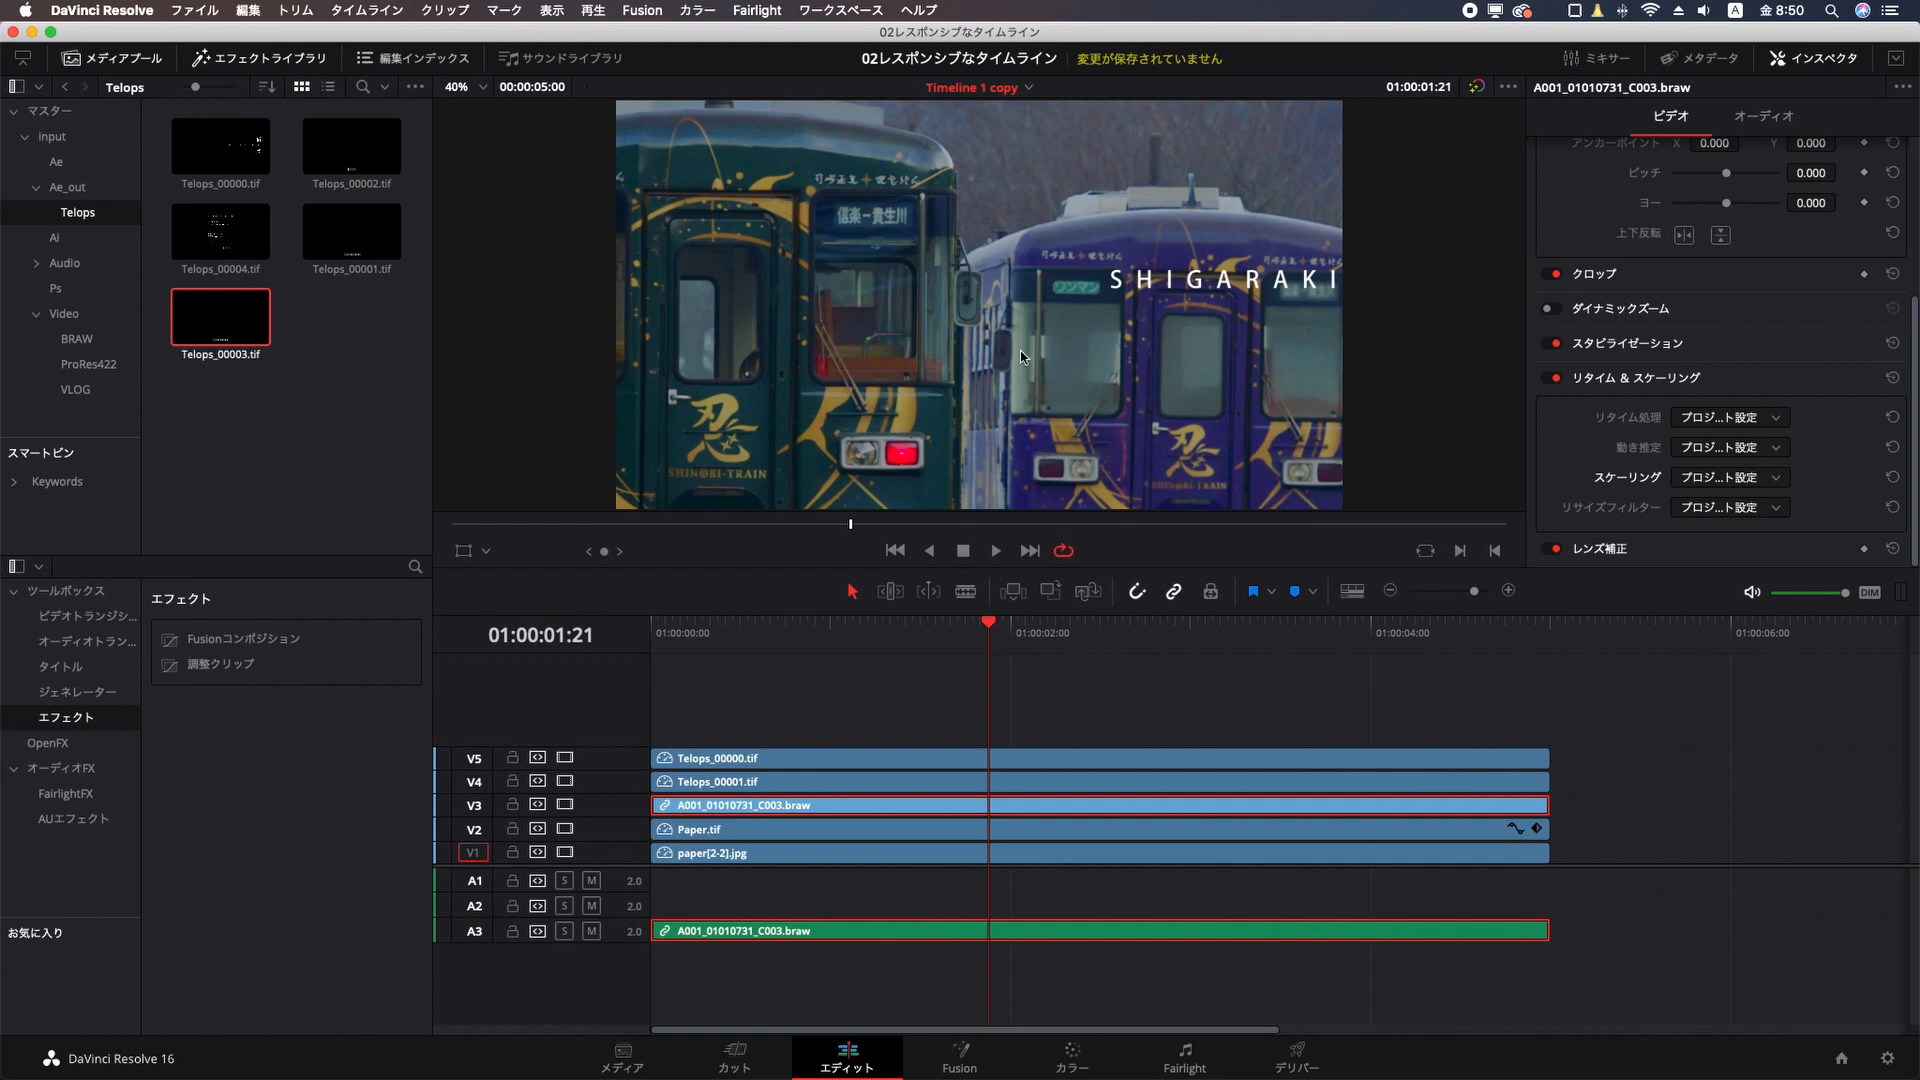 DaVinci Resolve ファイル 編集 トリム タイムライン クリップ マーク 表示 再生 Fusion カラー Fairlight ワークスペース ヘルプ A 金 8:50
02レスポンシブなタイムライン
メディアプール エフェクトライブラリ 編集インデックス サウンドライブラリ 02レスポンシブなタイムライン 変更が保存されていません ミキサー メタデータ インスペクタ
Telops 40% 00:00:05:00 Timeline 1 copy 01:00:01:21 A001_01010731_C003.braw
ビデオ オーディオ
マスター
input
Ae
Ae_out
Telops
Ai
Audio
Ps
Video
BRAW
ProRes422
VLOG
スマートビン
Keywords
Telops_00000.tif Telops_00002.tif
Telops_00004.tif Telops_00001.tif
Telops_00003.tif
信楽−貴生川
ワンマン
SHIGARAKI
忍 忍
SHINOBI-TRAIN SHINOBI-TRAIN
アンカーポイント X 0.000 Y 0.000
ピッチ 0.000
ヨー 0.000
上下反転
クロップ
ダイナミックズーム
スタビライゼーション
リタイム & スケーリング
リタイム処理 プロジ...ト設定
動き推定 プロジ...ト設定
スケーリング プロジ...ト設定
リサイズフィルター プロジ...ト設定
レンズ補正
ツールボックス
ビデオトランジシ...
オーディオトラン...
タイトル
ジェネレーター
エフェクト
OpenFX
オーディオFX
FairlightFX
AUエフェクト
お気に入り
エフェクト
Fusionコンポジション
調整クリップ
DIM
01:00:01:21 01:00:00:00 01:00:02:00 01:00:04:00 01:00:06:00
V5 Telops_00000.tif
V4 Telops_00001.tif
V3 A001_01010731_C003.braw
V2 Paper.tif
V1 paper[2-2].jpg
A1 S M 2.0
A2 S M 2.0
A3 S M 2.0 A001_01010731_C003.braw
DaVinci Resolve 16 メディア カット エディット Fusion カラー Fairlight デリバー